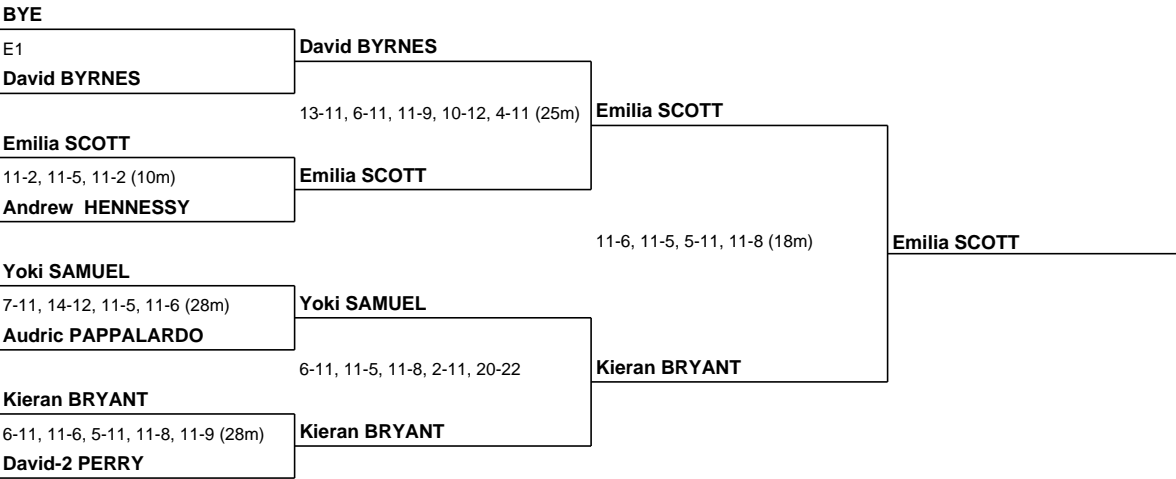 BYE
E1
David BYRNES
David BYRNES
13-11, 6-11, 11-9, 10-12, 4-11 (25m)
Emilia SCOTT
Emilia SCOTT
11-2, 11-5, 11-2 (10m)
Andrew  HENNESSY
Emilia SCOTT
11-6, 11-5, 5-11, 11-8 (18m)
Emilia SCOTT
Yoki SAMUEL
7-11, 14-12, 11-5, 11-6 (28m)
Audric PAPPALARDO
Yoki SAMUEL
6-11, 11-5, 11-8, 2-11, 20-22
Kieran BRYANT
Kieran BRYANT
6-11, 11-6, 5-11, 11-8, 11-9 (28m)
David-2 PERRY
Kieran BRYANT